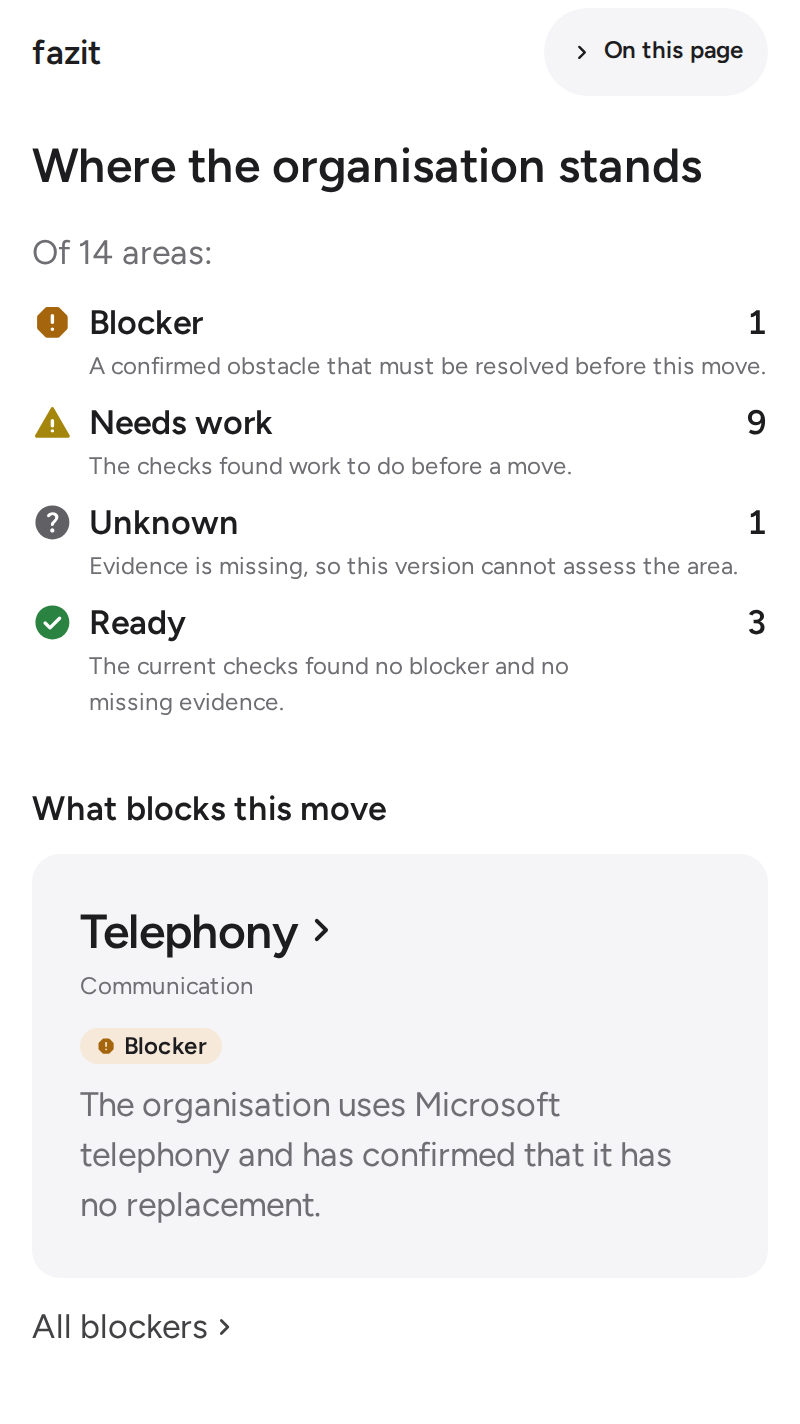 fazit
On this page
Where the organisation stands
Of 14 areas:
Blocker 1
A confirmed obstacle that must be resolved before this move.
Needs work 9
The checks found work to do before a move.
Unknown 1
Evidence is missing, so this version cannot assess the area.
Ready 3
The current checks found no blocker and no
missing evidence.
What blocks this move
Telephony
Communication
Blocker
The organisation uses Microsoft
telephony and has confirmed that it has
no replacement.
All blockers